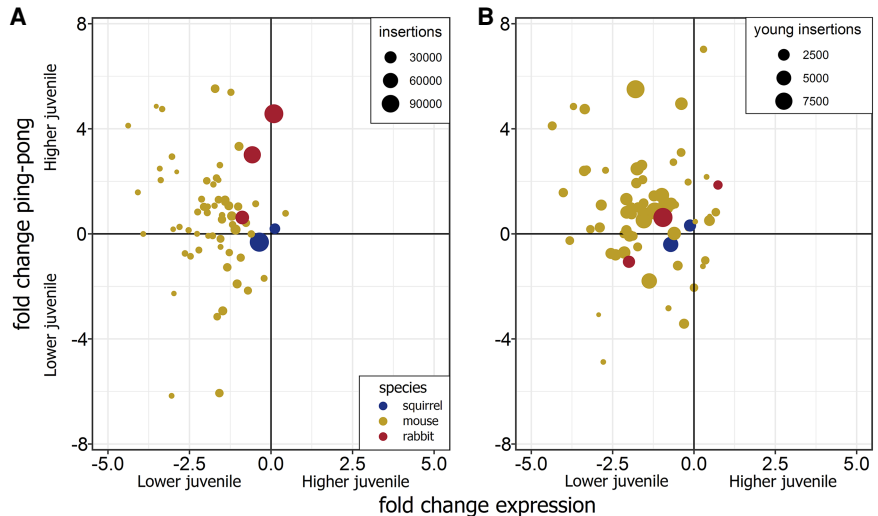 A
B
insertions
30000
60000
90000
young insertions
2500
5000
7500
8
4
0
-4
-8
8
4
0
-4
-8
fold change ping-pong
Higher juvenile
Lower juvenile
species
squirrel
mouse
rabbit
-5.0 -2.5 0.0 2.5 5.0
-5.0 -2.5 0.0 2.5 5.0
Lower juvenile Higher juvenile
Lower juvenile Higher juvenile
fold change expression